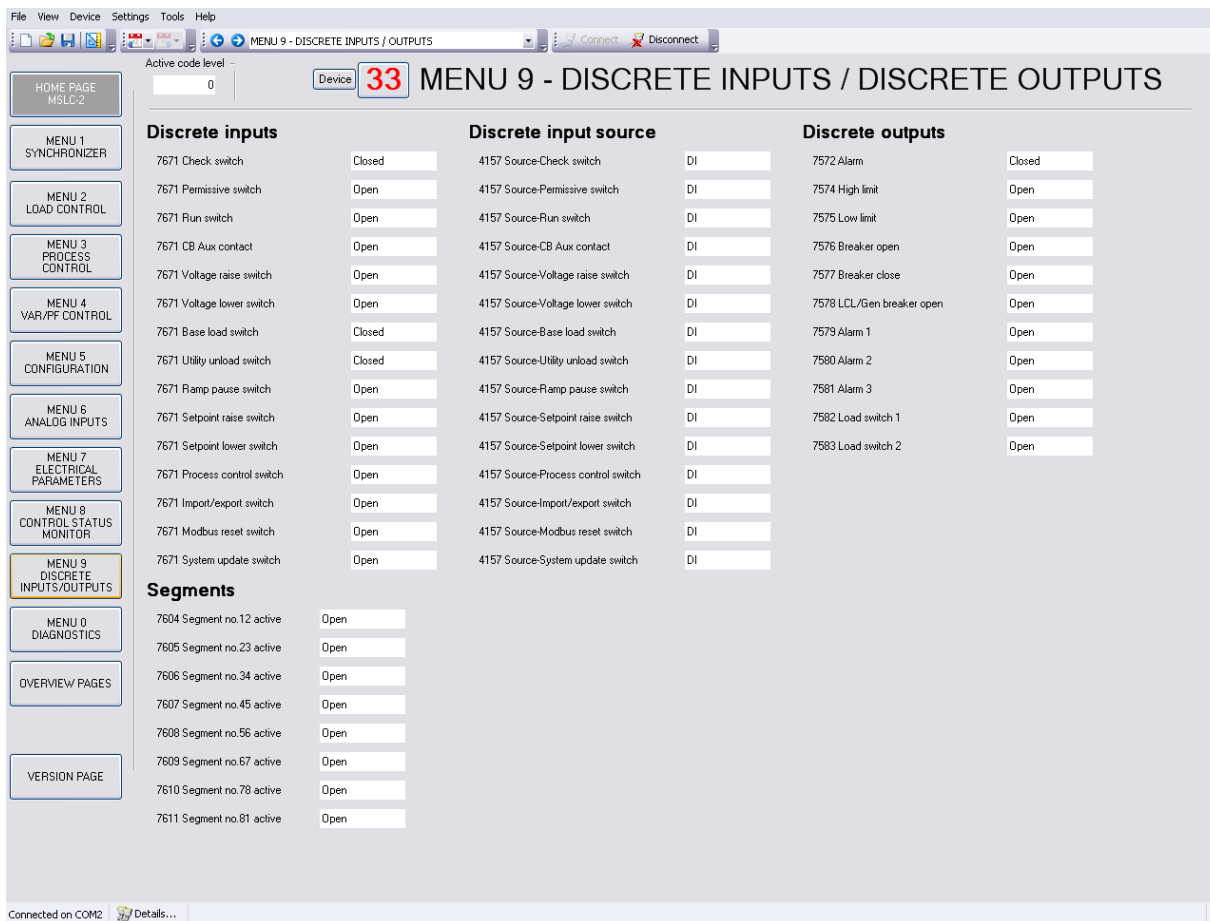 File View Device Settings Tools Help
MENU 9 - DISCRETE INPUTS / OUTPUTS Connect Disconnect
Active code level
0
Device 33 MENU 9 - DISCRETE INPUTS / DISCRETE OUTPUTS
HOME PAGE
MSLC-2
MENU 1
SYNCHRONIZER
MENU 2
LOAD CONTROL
MENU 3
PROCESS
CONTROL
MENU 4
VAR/PF CONTROL
MENU 5
CONFIGURATION
MENU 6
ANALOG INPUTS
MENU 7
ELECTRICAL
PARAMETERS
MENU 8
CONTROL STATUS
MONITOR
MENU 9
DISCRETE
INPUTS/OUTPUTS
MENU 0
DIAGNOSTICS
OVERVIEW PAGES
VERSION PAGE
Discrete inputs
7671 Check switch Closed
7671 Permissive switch Open
7671 Run switch Open
7671 CB Aux contact Open
7671 Voltage raise switch Open
7671 Voltage lower switch Open
7671 Base load switch Closed
7671 Utility unload switch Closed
7671 Ramp pause switch Open
7671 Setpoint raise switch Open
7671 Setpoint lower switch Open
7671 Process control switch Open
7671 Import/export switch Open
7671 Modbus reset switch Open
7671 System update switch Open
Segments
7604 Segment no.12 active Open
7605 Segment no.23 active Open
7606 Segment no.34 active Open
7607 Segment no.45 active Open
7608 Segment no.56 active Open
7609 Segment no.67 active Open
7610 Segment no.78 active Open
7611 Segment no.81 active Open
Discrete input source
4157 Source-Check switch DI
4157 Source-Permissive switch DI
4157 Source-Run switch DI
4157 Source-CB Aux contact DI
4157 Source-Voltage raise switch DI
4157 Source-Voltage lower switch DI
4157 Source-Base load switch DI
4157 Source-Utility unload switch DI
4157 Source-Ramp pause switch DI
4157 Source-Setpoint raise switch DI
4157 Source-Setpoint lower switch DI
4157 Source-Process control switch DI
4157 Source-Import/export switch DI
4157 Source-Modbus reset switch DI
4157 Source-System update switch DI
Discrete outputs
7572 Alarm Closed
7574 High limit Open
7575 Low limit Open
7576 Breaker open Open
7577 Breaker close Open
7578 LCL/Gen breaker open Open
7579 Alarm 1 Open
7580 Alarm 2 Open
7581 Alarm 3 Open
7582 Load switch 1 Open
7583 Load switch 2 Open
Connected on COM2 Details...